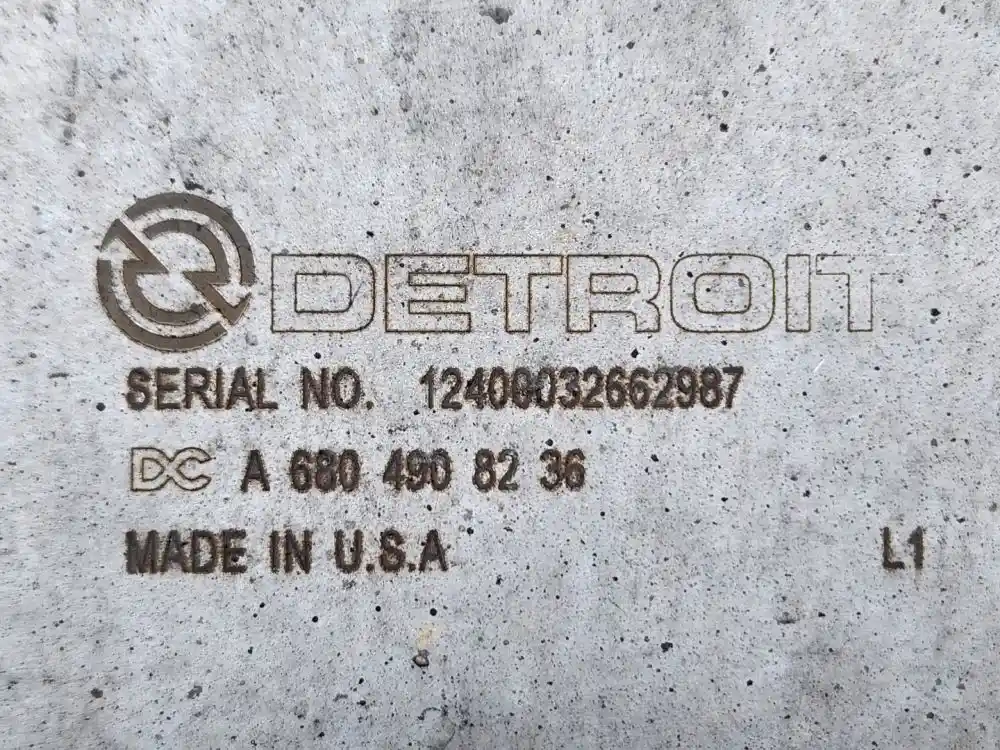 DETROIT
SERIAL NO. 12400032662987
DC A 680 490 82 36
MADE IN U.S.A
L1